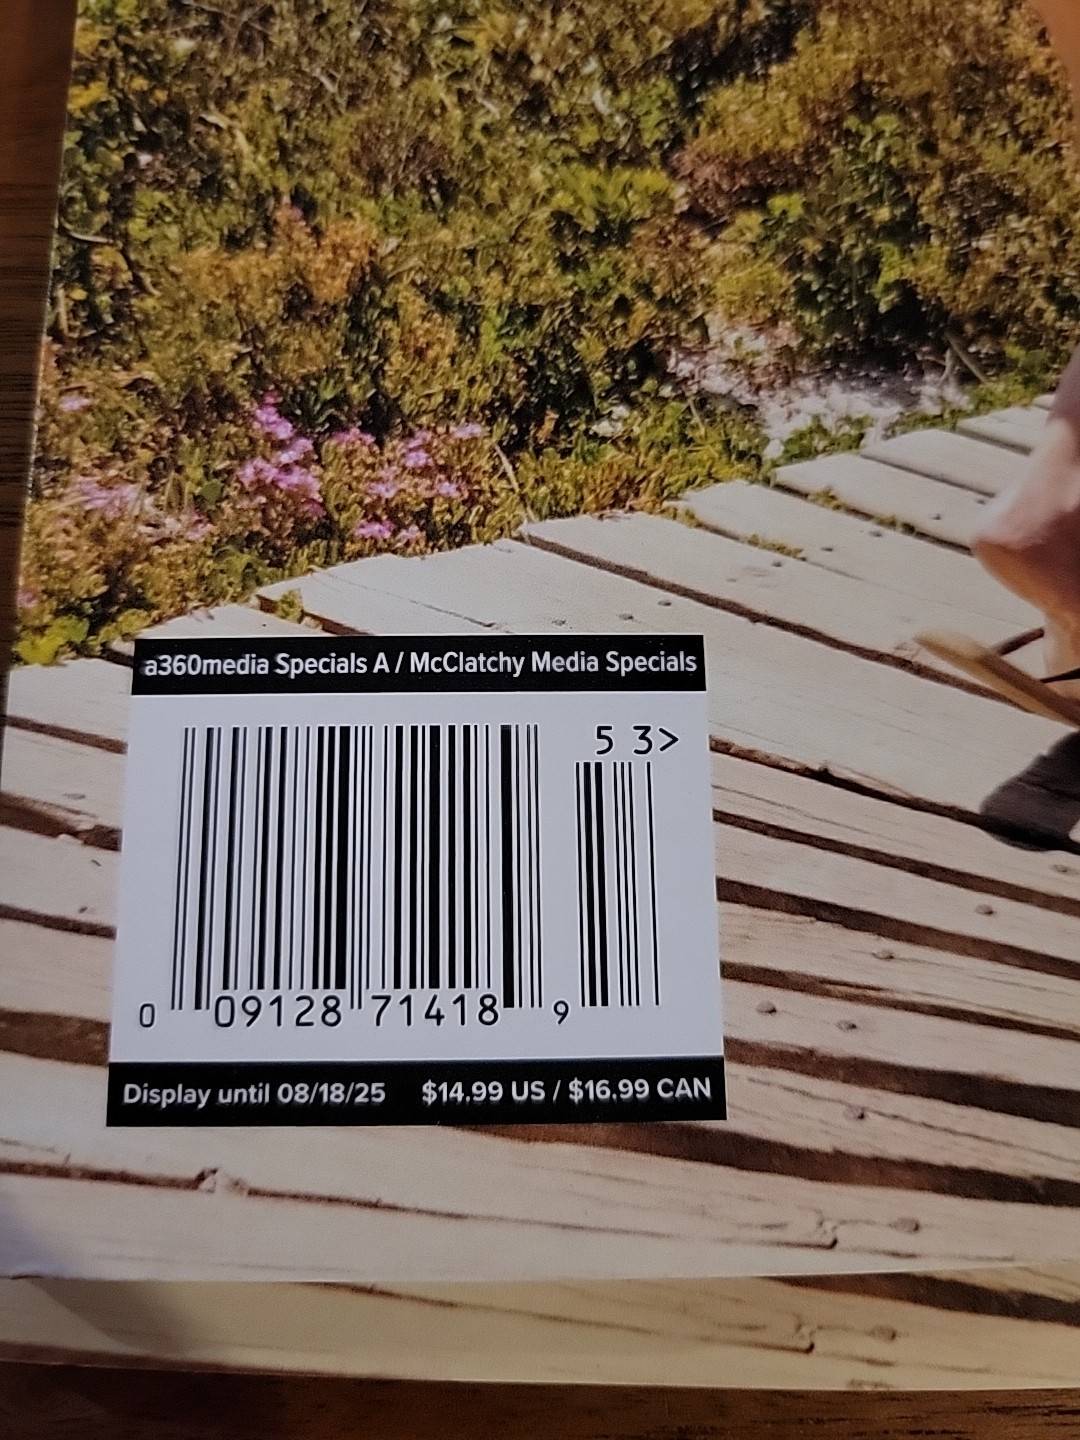 a360media Specials A / McClatchy Media Specials
5 3>
0 09128 71418 9
Display until 08/18/25 $14.99 US / $16.99 CAN